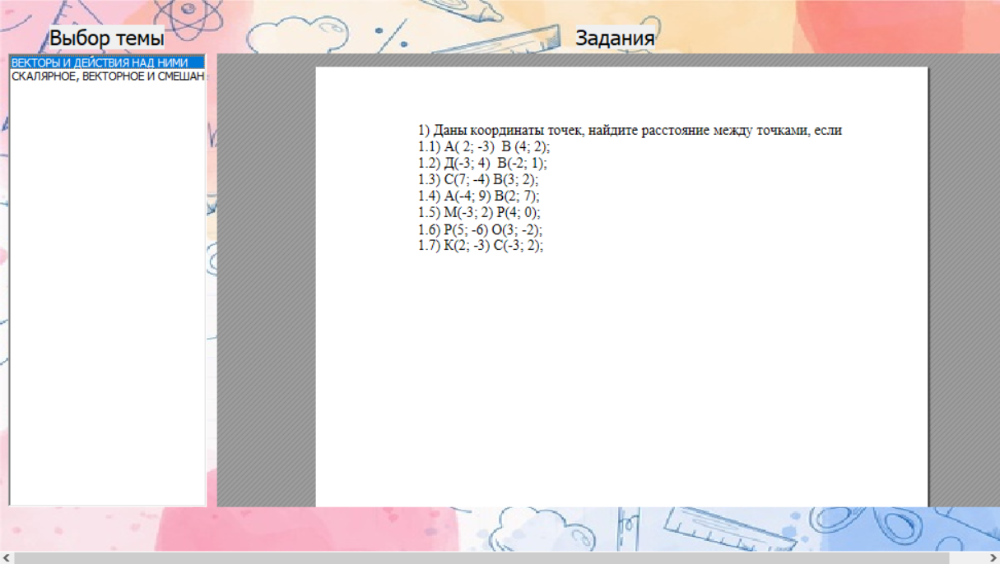 Выбор темы
Задания
ВЕКТОРЫ И ДЕЙСТВИЯ НАД НИМИ
СКАЛЯРНОЕ, ВЕКТОРНОЕ И СМЕШАН
1) Даны координаты точек, найдите расстояние между точками, если
1.1) А( 2; -3)  В (4; 2);
1.2) Д(-3; 4)  В(-2; 1);
1.3) С(7; -4) В(3; 2);
1.4) А(-4; 9) В(2; 7);
1.5) М(-3; 2) Р(4; 0);
1.6) Р(5; -6) О(3; -2);
1.7) К(2; -3) С(-3; 2);